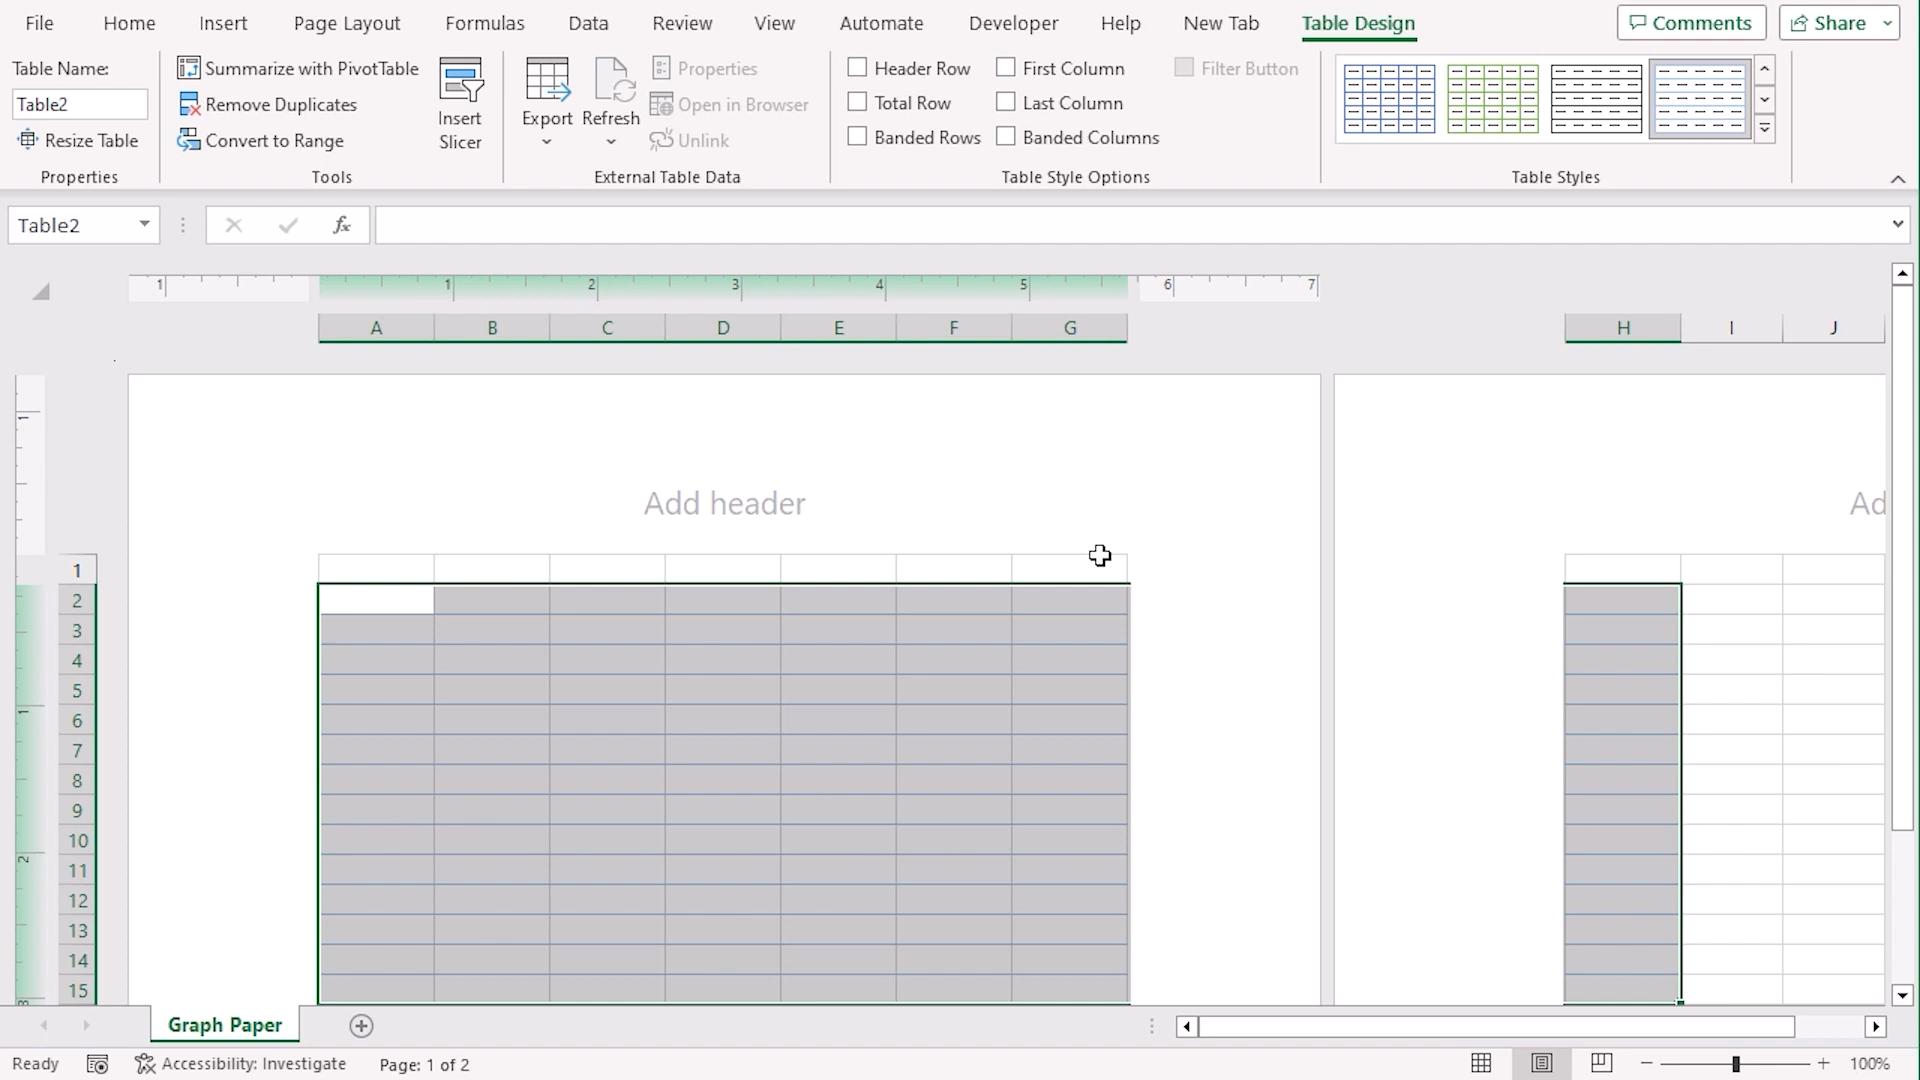 File Home Insert Page Layout Formulas Data Review View Automate Developer Help New Tab Table Design Comments Share
Table Name:
Table2
Resize Table
Properties
Summarize with PivotTable
Remove Duplicates
Convert to Range
Tools
Insert
Slicer
Export
Refresh
Properties
Open in Browser
Unlink
External Table Data
Header Row
Total Row
Banded Rows
First Column
Last Column
Banded Columns
Filter Button
Table Style Options
Table Styles
Table2
fx
1 1 2 3 4 5 6 7
A B C D E F G H I J
Add header
Ad
1
2
3
4
5
6
7
8
9
10
11
12
13
14
15
1
1
2
3
Graph Paper
Ready
Accessibility: Investigate
Page: 1 of 2
100%